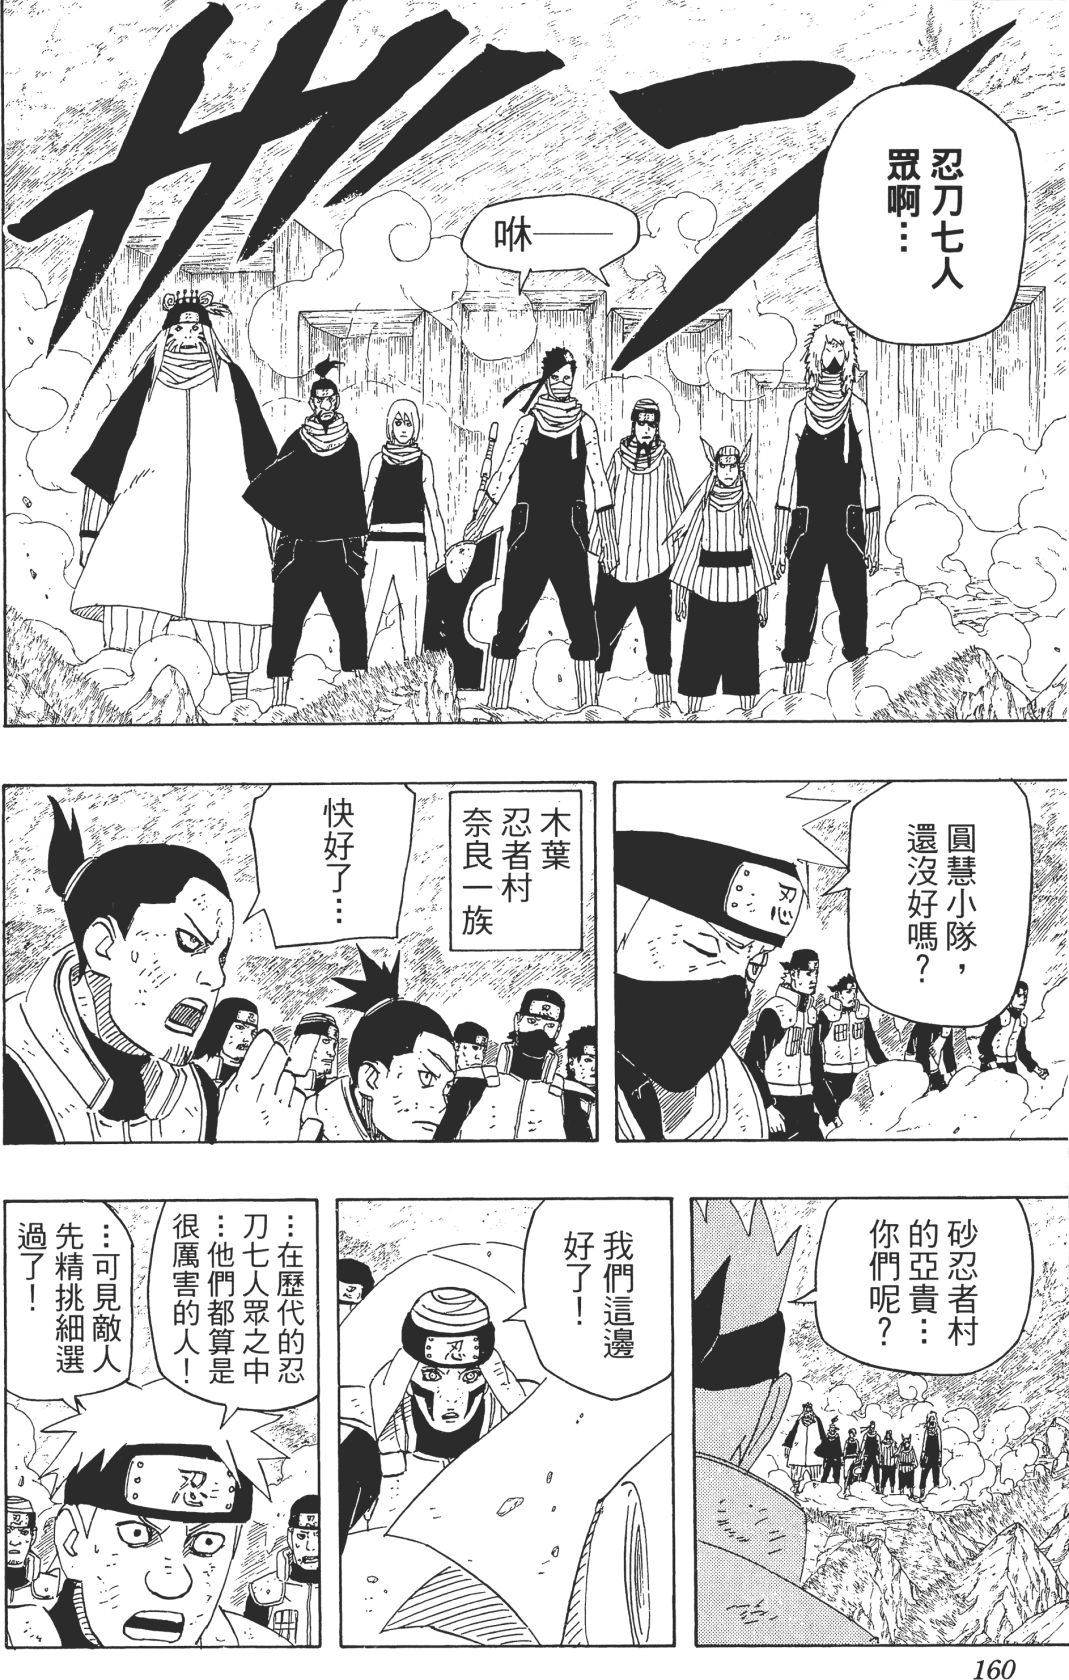 忍刀七人
眾啊…
咻——
ザッ
圓慧小隊，
還沒好嗎？
木葉
忍者村
奈良一族
快好了…
砂忍者村
的亞貴…
你們呢？
我們這邊
好了！
…在歷代的忍
刀七人眾之中
…他們都算是
很厲害的人！
…可見敵人
先精挑細選
過了！
忍
忍
忍
160